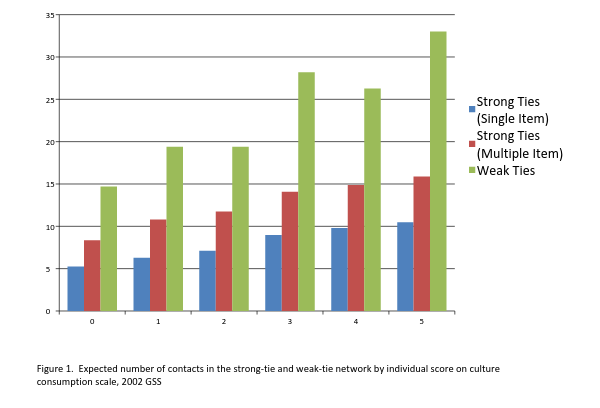 35
30
25
20
15
10
5
0
0 1 2 3 4 5
Strong Ties
(Single Item)
Strong Ties
(Multiple Item)
Weak Ties
Figure 1.  Expected number of contacts in the strong-tie and weak-tie network by individual score on culture
consumption scale, 2002 GSS